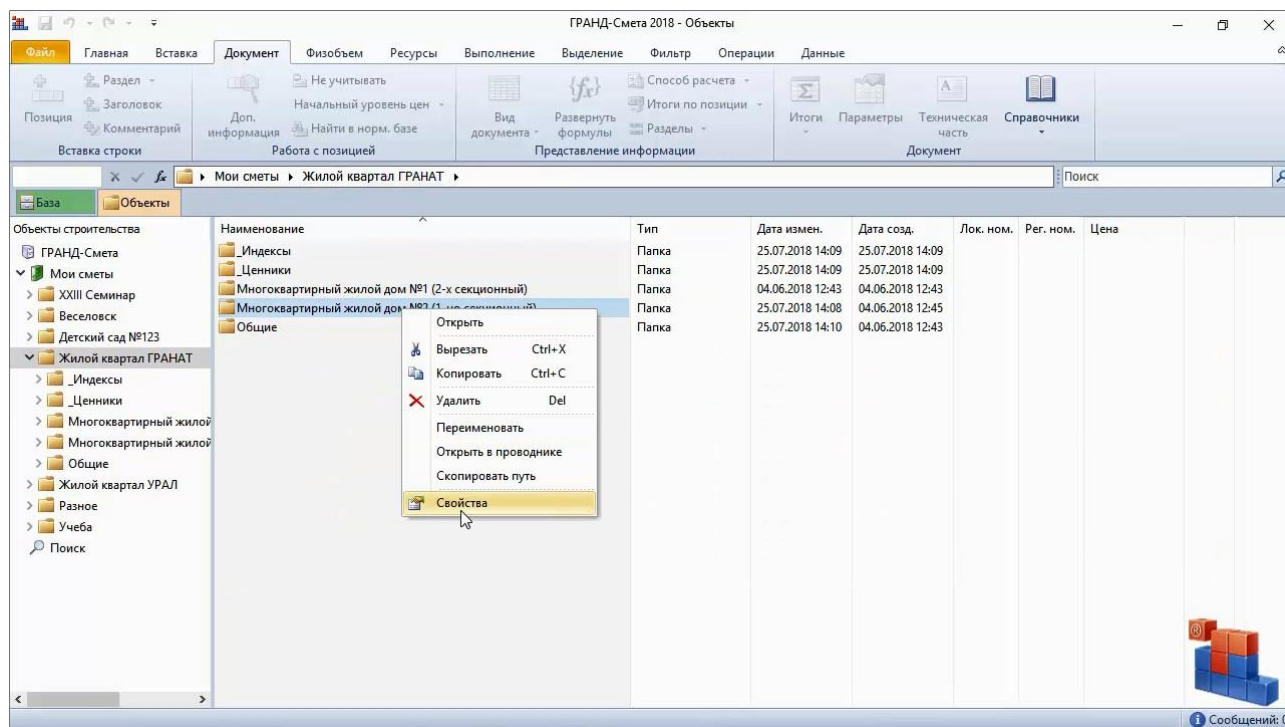 ГРАНД-Смета 2018 - Объекты
Файл Главная Вставка Документ Физобъем Ресурсы Выполнение Выделение Фильтр Операции Данные
Позиция
Раздел
Заголовок
Комментарий
Вставка строки
Доп. информация
Не учитывать
Начальный уровень цен
Найти в норм. базе
Работа с позицией
Вид документа
Развернуть формулы
Способ расчета
Итоги по позиции
Разделы
Представление информации
Итоги
Параметры
Техническая часть
Справочники
Документ
fx Мои сметы Жилой квартал ГРАНАТ Поиск
База Объекты
Объекты строительства
ГРАНД-Смета
Мои сметы
XXIII Семинар
Веселовск
Детский сад №123
Жилой квартал ГРАНАТ
_Индексы
_Ценники
Многоквартирный жилой
Многоквартирный жилой
Общие
Жилой квартал УРАЛ
Разное
Учеба
Поиск
Наименование Тип Дата измен. Дата созд. Лок. ном. Рег. ном. Цена
_Индексы Папка 25.07.2018 14:09 25.07.2018 14:09
_Ценники Папка 25.07.2018 14:09 25.07.2018 14:09
Многоквартирный жилой дом №1 (2-х секционный) Папка 04.06.2018 12:43 04.06.2018 12:43
Многоквартирный жилой дом №2 (1-но секционный) Папка 25.07.2018 14:08 04.06.2018 12:45
Общие Папка 25.07.2018 14:10 04.06.2018 12:43
Открыть
Вырезать Ctrl+X
Копировать Ctrl+C
Удалить Del
Переименовать
Открыть в проводнике
Скопировать путь
Свойства
Сообщений: